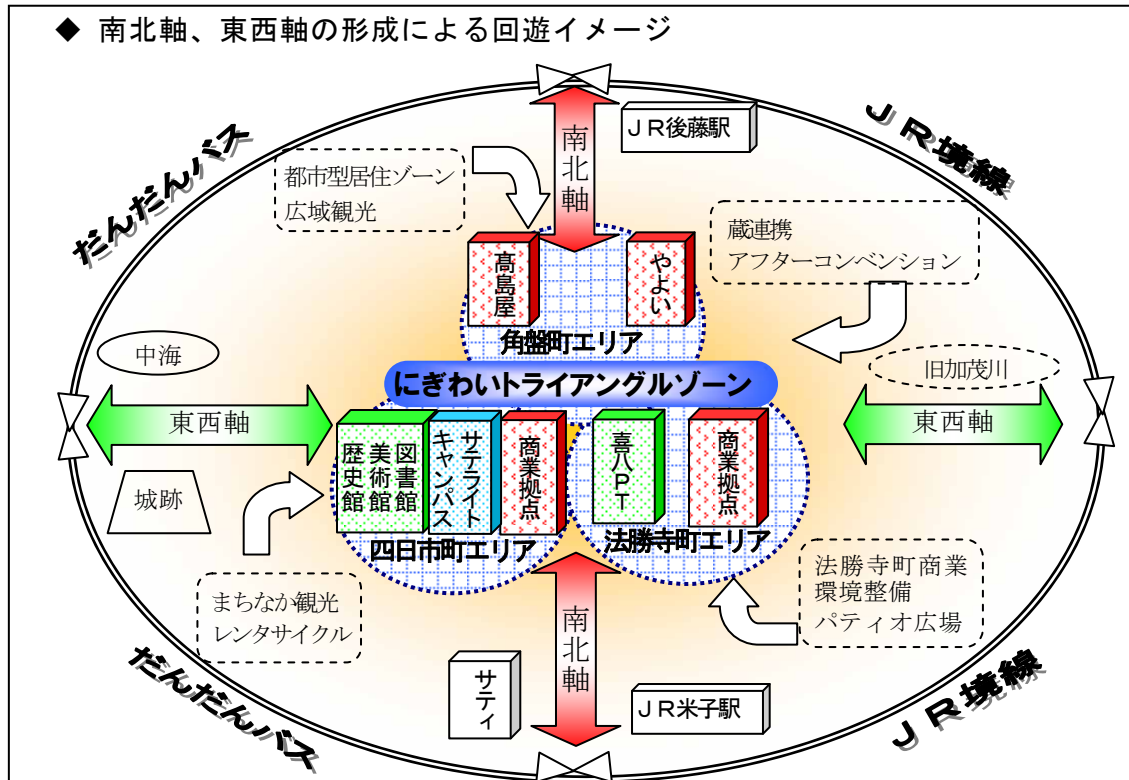 ◆ 南北軸、東西軸の形成による回遊イメージ
だんだんバス
JR境線
南北軸
JR後藤駅
都市型居住ゾーン
広域観光
蔵連携
アフターコンベンション
髙島屋
やよい
角盤町エリア
中海
旧加茂川
にぎわいトライアングルゾーン
東西軸
東西軸
図書館
美術館
歴史館
サテライト
キャンパス
商業拠点
喜八PT
商業拠点
城跡
四日市町エリア
法勝寺町エリア
まちなか観光
レンタサイクル
法勝寺町商業
環境整備
パティオ広場
南北軸
サティ
JR米子駅
だんだんバス
JR境線